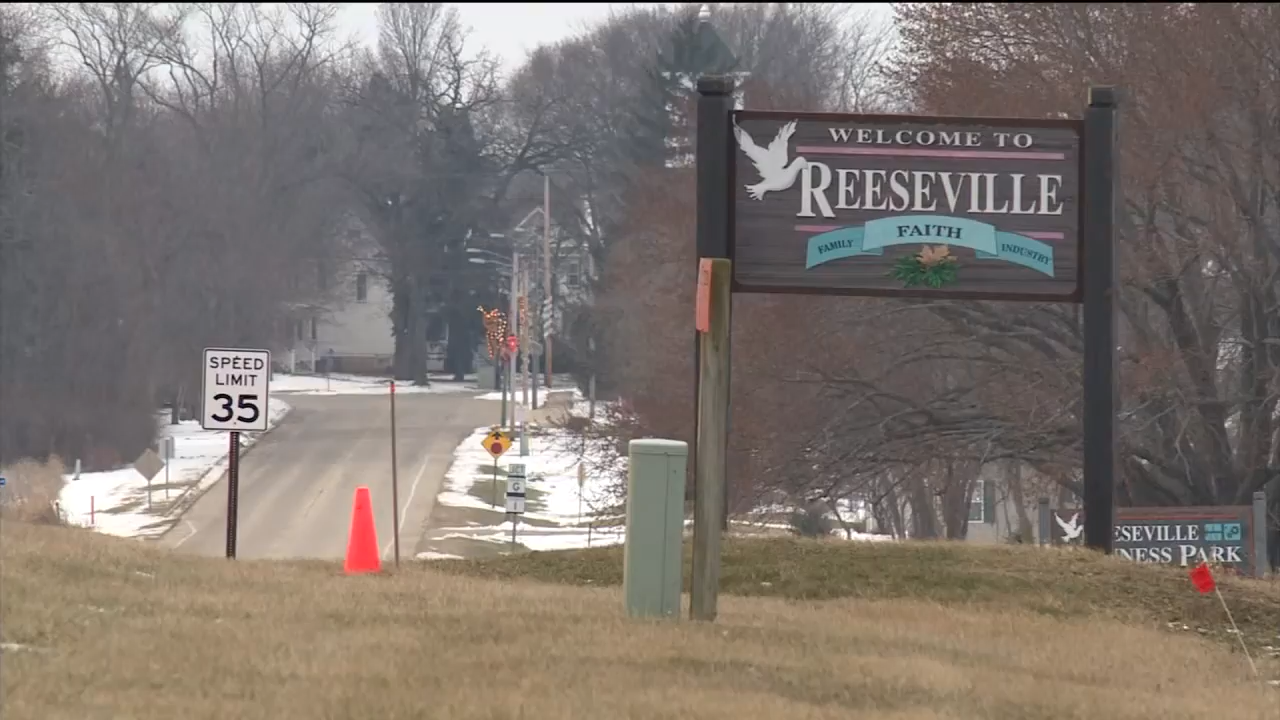 WELCOME TO
REESEVILLE
FAMILY FAITH INDUSTRY
SPEED
LIMIT
35
G
ESEVILLE
NESS PARK